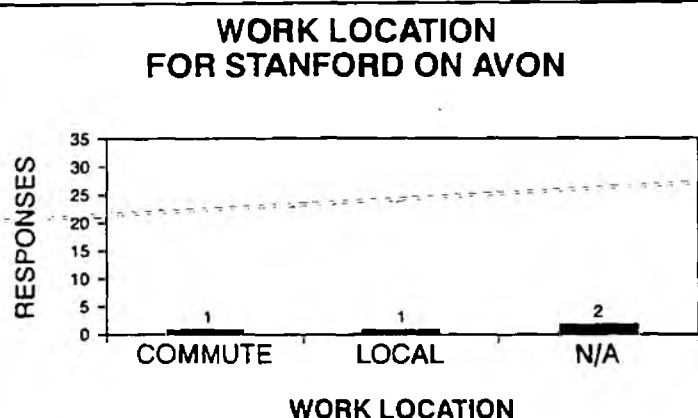 WORK LOCATION
FOR STANFORD ON AVON
RESPONSES
35
30
25
20
15
10
5
0
1
1
2
COMMUTE
LOCAL
N/A
WORK LOCATION